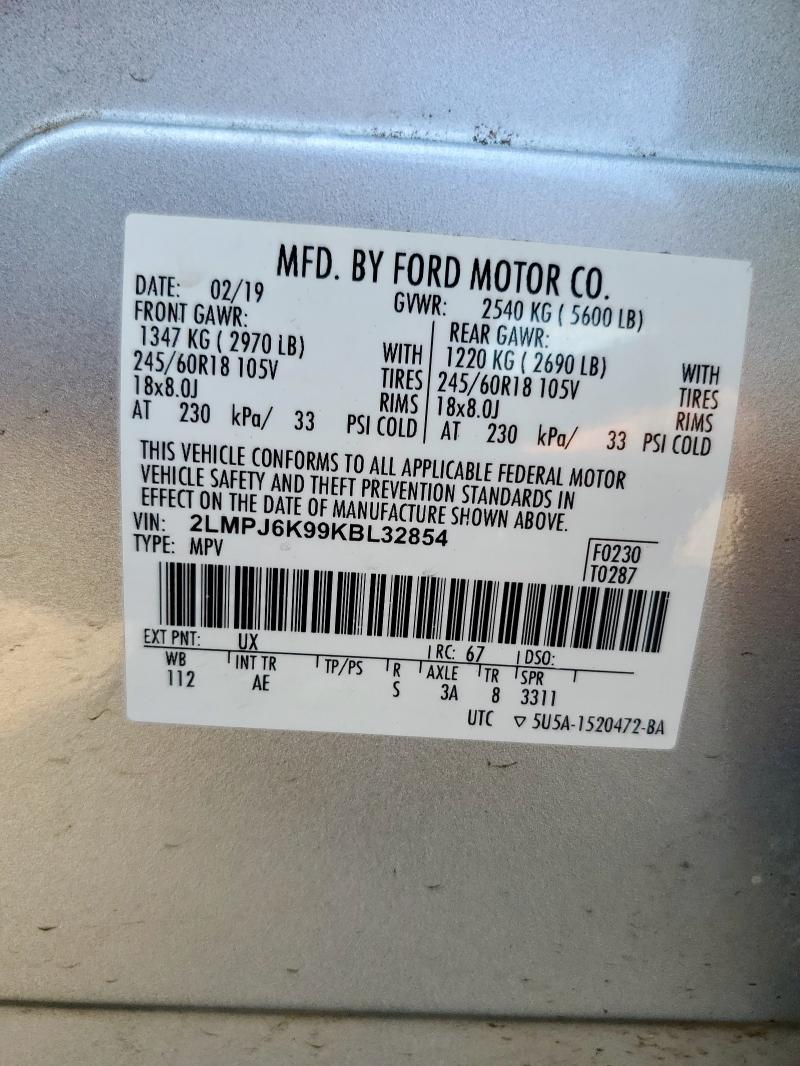 MFD. BY FORD MOTOR CO.
DATE: 02/19 GVWR: 2540 KG ( 5600 LB)
FRONT GAWR: REAR GAWR:
1347 KG ( 2970 LB) WITH 1220 KG ( 2690 LB) WITH
245/60R18 105V TIRES 245/60R18 105V TIRES
18x8.0J RIMS 18x8.0J RIMS
AT 230 kPa/ 33 PSI COLD AT 230 kPa/ 33 PSI COLD
THIS VEHICLE CONFORMS TO ALL APPLICABLE FEDERAL MOTOR
VEHICLE SAFETY AND THEFT PREVENTION STANDARDS IN
EFFECT ON THE DATE OF MANUFACTURE SHOWN ABOVE.
VIN: 2LMPJ6K99KBL32854
TYPE: MPV
F0230
T0287
EXT PNT: UX RC: 67 DSO:
WB INT TR TP/PS R AXLE TR SPR
112 AE S 3A 8 3311
UTC ▽ 5U5A-1520472-BA